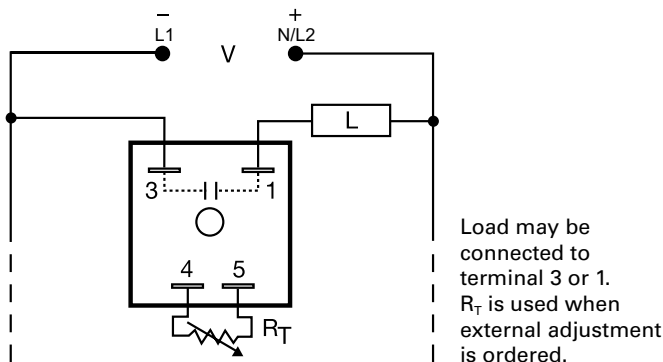 − +
L1 N/L2
V
L
3 1
4 5
RT
Load may be
connected to
terminal 3 or 1.
RT is used when
external adjustment
is ordered.